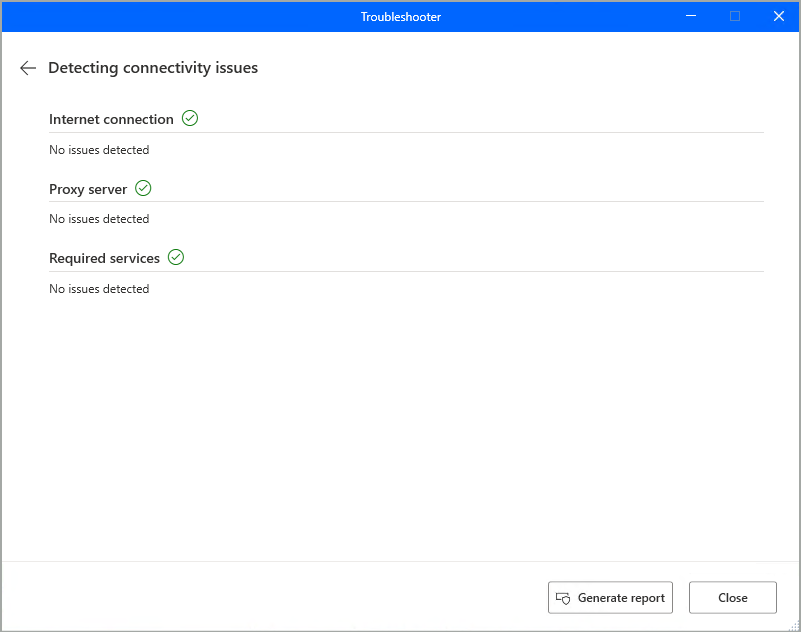 Troubleshooter
Detecting connectivity issues
Internet connection
No issues detected
Proxy server
No issues detected
Required services
No issues detected
Generate report
Close